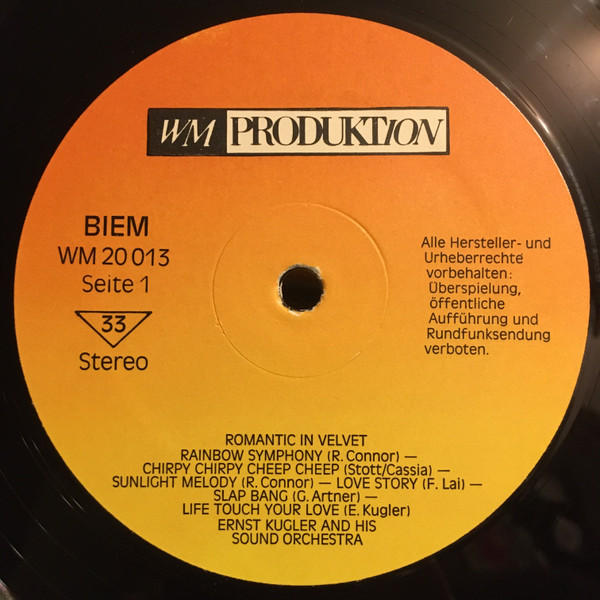 WM PRODUKTION
BIEM
WM 20 013
Seite 1
33
Stereo
Alle Hersteller- und
Urheberrechte
vorbehalten:
Überspielung,
öffentliche
Aufführung und
Rundfunksendung
verboten.
ROMANTIC IN VELVET
RAINBOW SYMPHONY (R. Connor) —
CHIRPY CHIRPY CHEEP CHEEP (Stott/Cassia) —
SUNLIGHT MELODY (R. Connor) — LOVE STORY (F. Lai) —
SLAP BANG (G. Artner) —
LIFE TOUCH YOUR LOVE (E. Kugler)
ERNST KUGLER AND HIS
SOUND ORCHESTRA